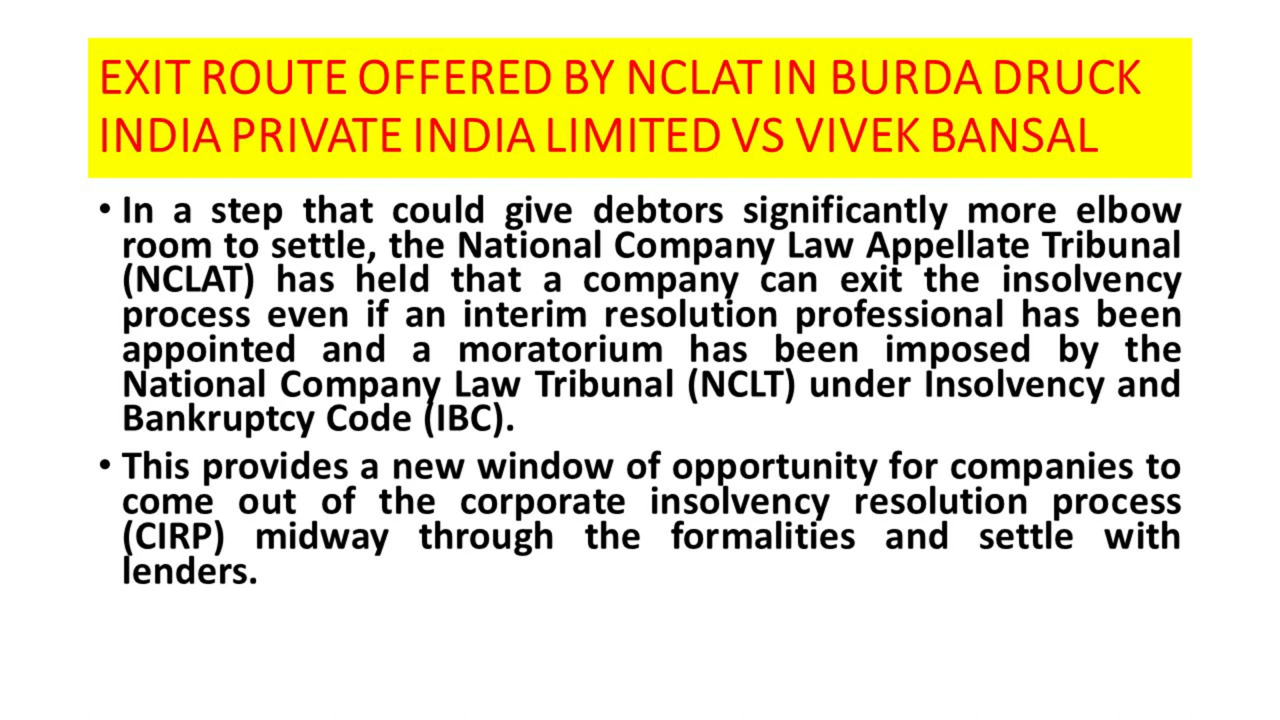 EXIT ROUTE OFFERED BY NCLAT IN BURDA DRUCK
INDIA PRIVATE INDIA LIMITED VS VIVEK BANSAL
• In a step that could give debtors significantly more elbow
room to settle, the National Company Law Appellate Tribunal
(NCLAT) has held that a company can exit the insolvency
process even if an interim resolution professional has been
appointed and a moratorium has been imposed by the
National Company Law Tribunal (NCLT) under Insolvency and
Bankruptcy Code (IBC).
• This provides a new window of opportunity for companies to
come out of the corporate insolvency resolution process
(CIRP) midway through the formalities and settle with
lenders.